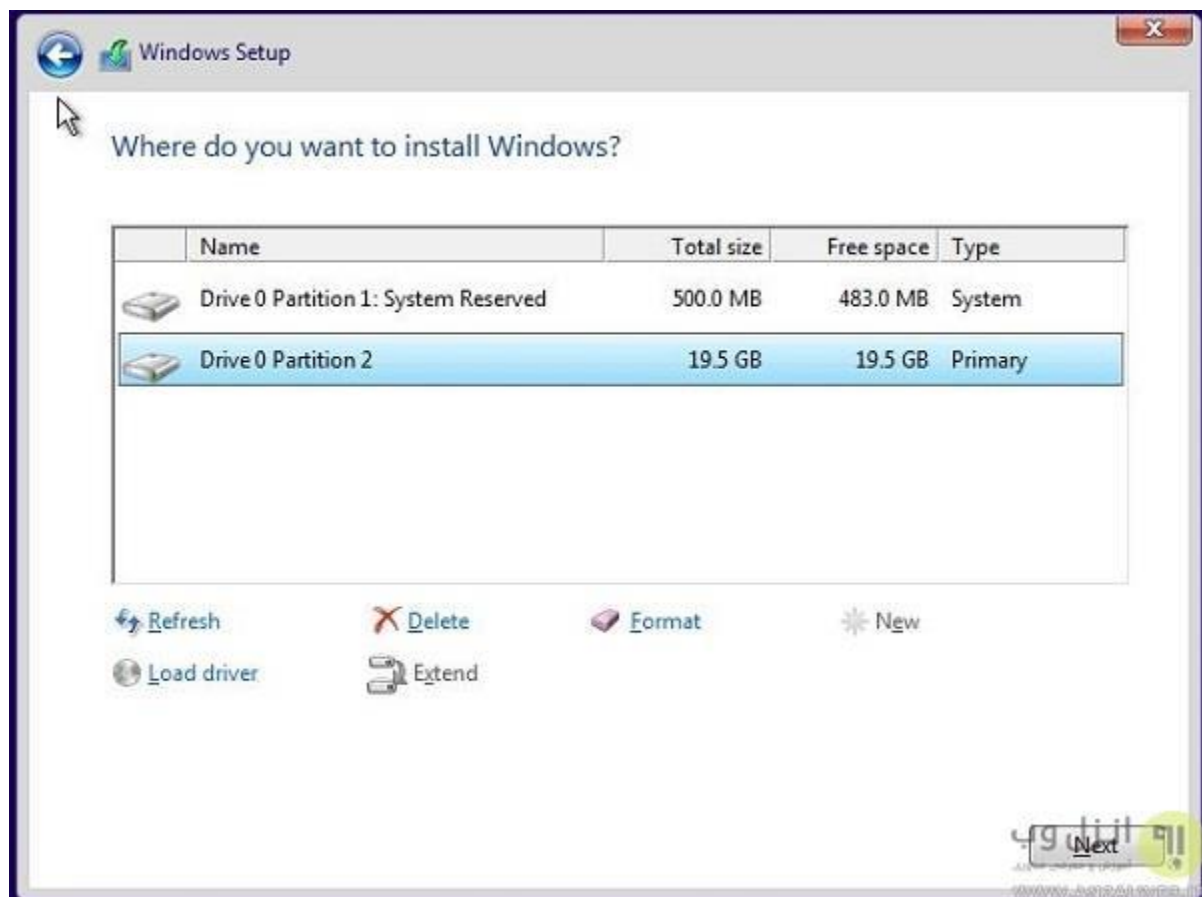 Windows Setup
Where do you want to install Windows?
Name Total size Free space Type
Drive 0 Partition 1: System Reserved 500.0 MB 483.0 MB System
Drive 0 Partition 2 19.5 GB 19.5 GB Primary
Refresh Delete Format New
Load driver Extend
انزل وب
Next